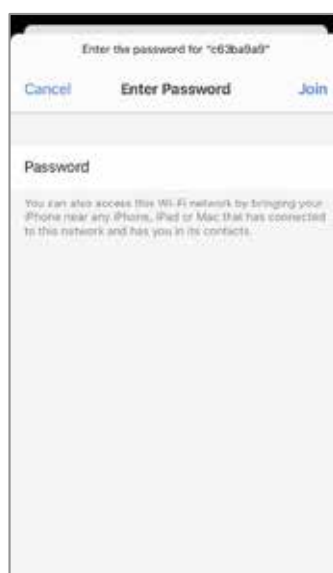 Enter the password for "c63ba9a9"
Cancel Enter Password Join
Password
You can also access this Wi-Fi network by bringing your
iPhone near any iPhone, iPad or Mac that has connected
to this network and has you in its contacts.